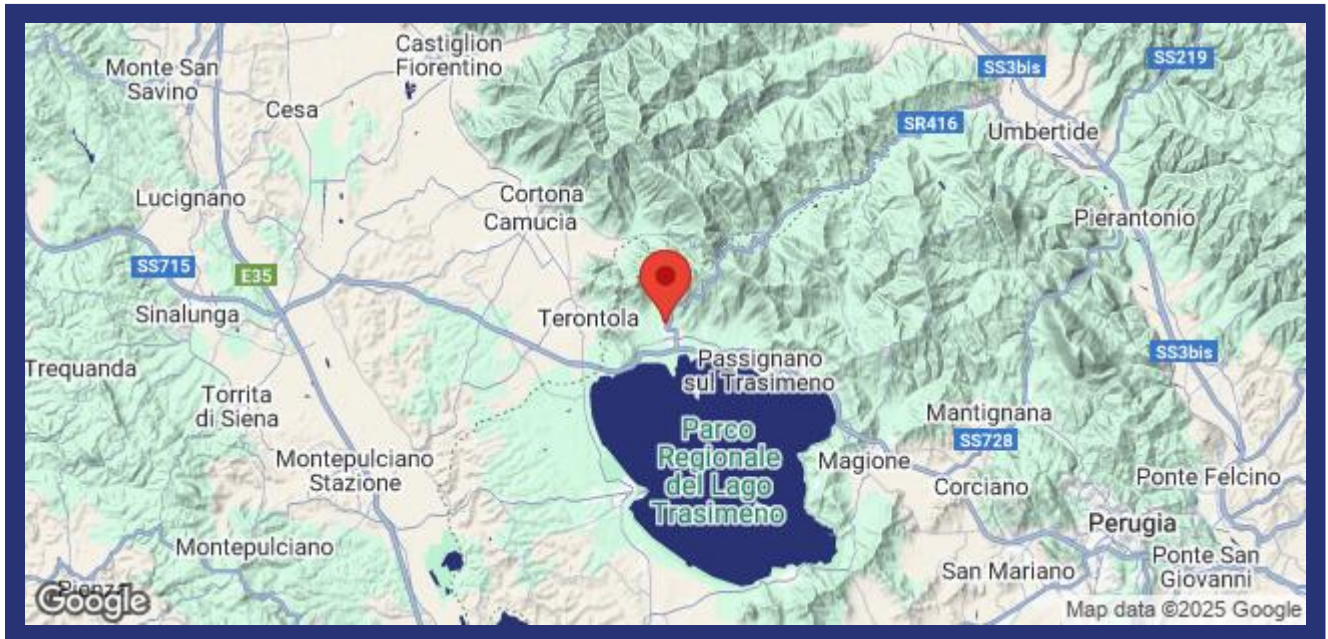 Castiglion
Fiorentino
SS3bis
SS219
Monte San
Savino
Cesa
SR416
Umbertide
Lucignano
Cortona
Camucia
Pierantonio
SS715
E35
Sinalunga
Terontola
SS3bis
Trequanda
Passignano
sul Trasimeno
Torrita
di Siena
Mantignana
SS728
Parco
Regionale
del Lago
Trasimeno
Montepulciano
Stazione
Magione
Corciano
Ponte Felcino
Perugia
Montepulciano
Ponte San
Giovanni
San Mariano
Pienza
Google
Map data ©2025 Google